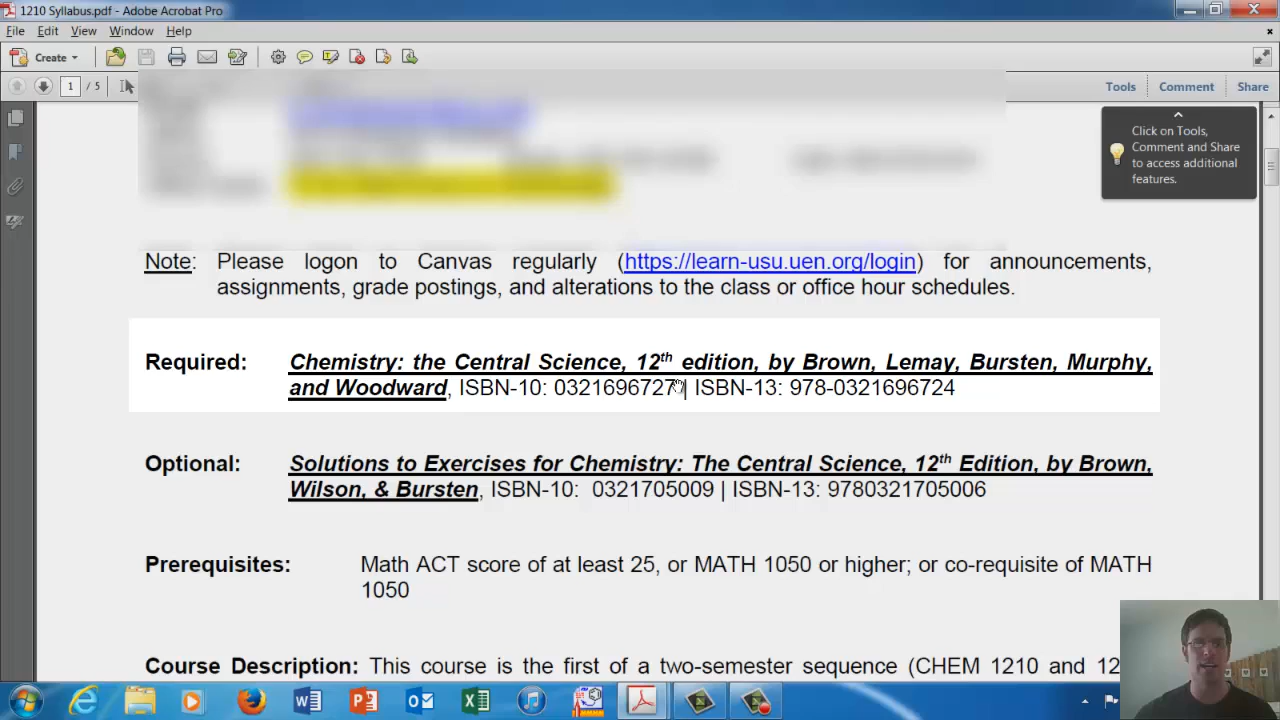 1210 Syllabus.pdf - Adobe Acrobat Pro
File Edit View Window Help
Create
1 / 5
Tools Comment Share
Click on Tools,
Comment and Share
to access additional
features.
Note: Please logon to Canvas regularly (https://learn-usu.uen.org/login) for announcements,
assignments, grade postings, and alterations to the class or office hour schedules.
Required: Chemistry: the Central Science, 12th edition, by Brown, Lemay, Bursten, Murphy,
and Woodward, ISBN-10: 0321696727 | ISBN-13: 978-0321696724
Optional: Solutions to Exercises for Chemistry: The Central Science, 12th Edition, by Brown,
Wilson, & Bursten, ISBN-10: 0321705009 | ISBN-13: 9780321705006
Prerequisites: Math ACT score of at least 25, or MATH 1050 or higher; or co-requisite of MATH
1050
Course Description: This course is the first of a two-semester sequence (CHEM 1210 and